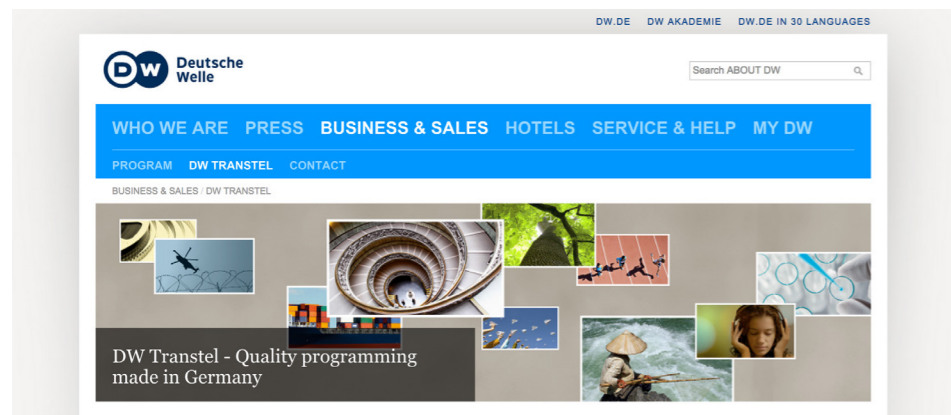 DW.DE DW AKADEMIE DW.DE IN 30 LANGUAGES
DW Deutsche
Welle
Search ABOUT DW
WHO WE ARE PRESS BUSINESS & SALES HOTELS SERVICE & HELP MY DW
PROGRAM DW TRANSTEL CONTACT
BUSINESS & SALES / DW TRANSTEL
DW Transtel - Quality programming
made in Germany